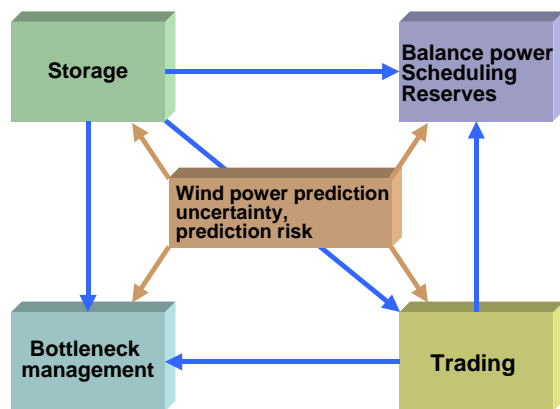 Storage
Balance power
Scheduling
Reserves
Wind power prediction
uncertainty,
prediction risk
Bottleneck
management
Trading